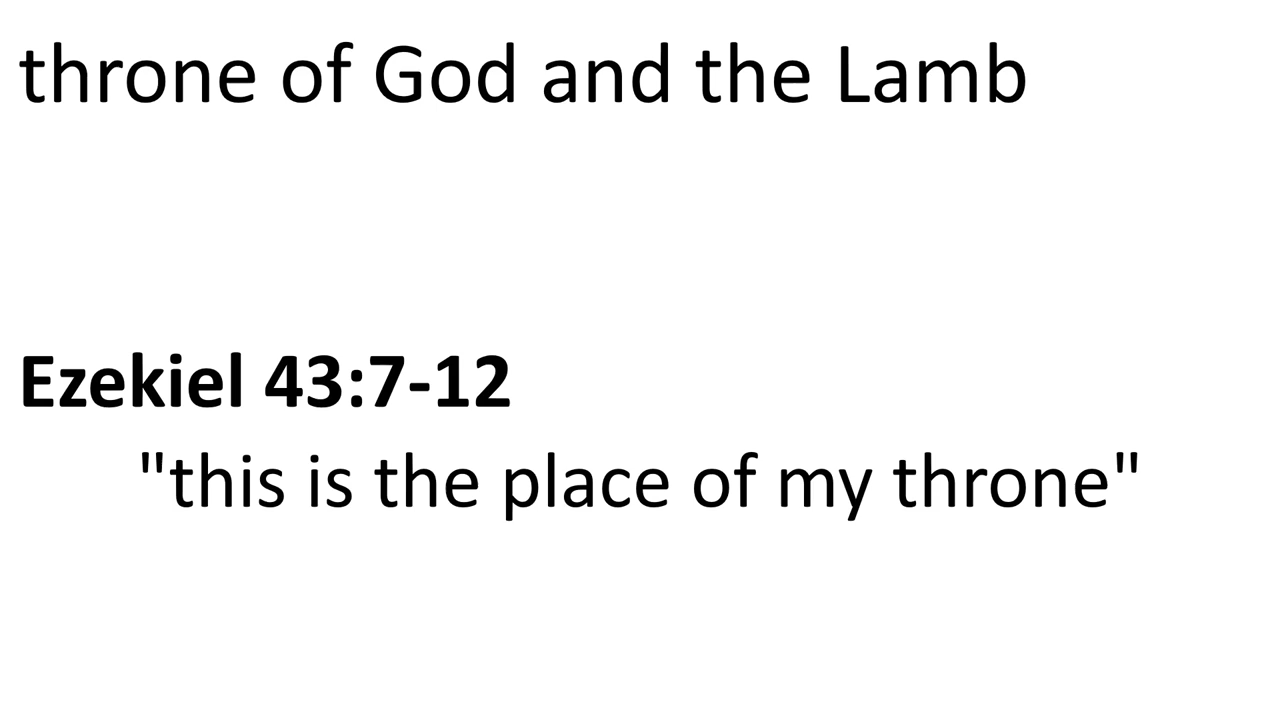 throne of God and the Lamb
Ezekiel 43:7-12
"this is the place of my throne"